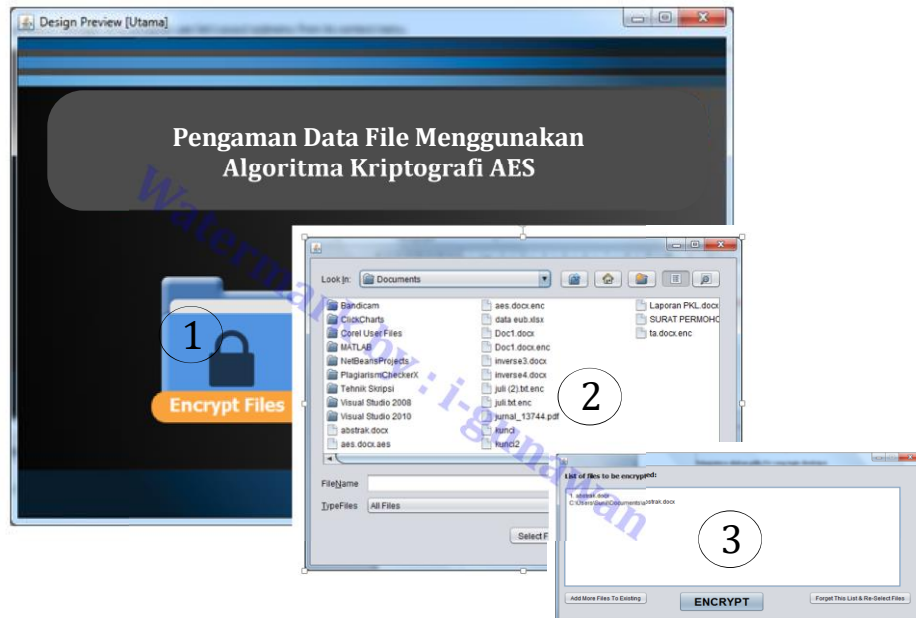 Design Preview [Utama]
Pengaman Data File Menggunakan
Algoritma Kriptografi AES
Watermark by : i-gunawan
1
Encrypt Files
Look In:
Documents
Bandicam
ClickCharts
Corel User Files
MATLAB
NetBeansProjects
PlagiarismCheckerX
Tehnik Skripsi
Visual Studio 2008
Visual Studio 2010
abstrak.docx
aes.docx.aes
aes.docx.enc
data eub.xlsx
Doc1.docx
Doc1.docx.enc
inverse3.docx
inverse4.docx
juli (2).txt.enc
juli.txt.enc
jurnal_13744.pdf
kunci
kunci2
Laporan PKL.docx
SURAT PERMOHO
ta.docx.enc
2
FileName
TypeFiles
All Files
Select F
List of files to be encrypted:
1. abstrak.docx
3
Add More Files To Existing
ENCRYPT
Forget This List & Re-Select Files